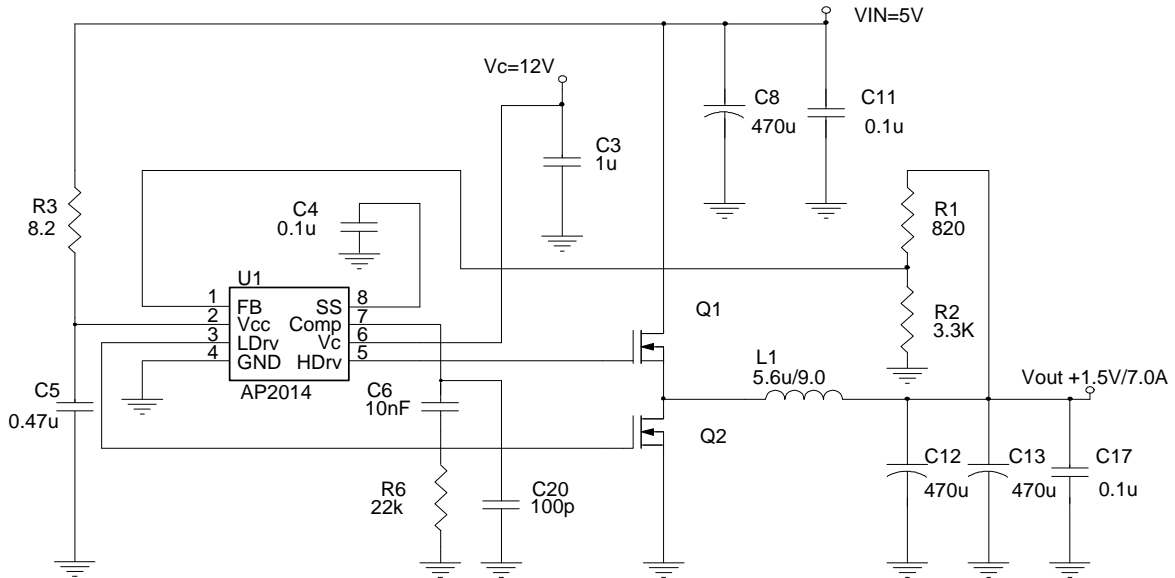 VIN=5V
Vc=12V
C8
470u
C11
0.1u
C3
1u
R3
8.2
C4
0.1u
R1
820
U1
1
FB
SS
8
2
Vcc
Comp
7
3
LDrv
Vc
6
4
GND
HDrv
5
AP2014
Q1
R2
3.3K
L1
5.6u/9.0
Vout +1.5V/7.0A
C5
0.47u
C6
10nF
Q2
C12
470u
C13
470u
C17
0.1u
R6
22k
C20
100p